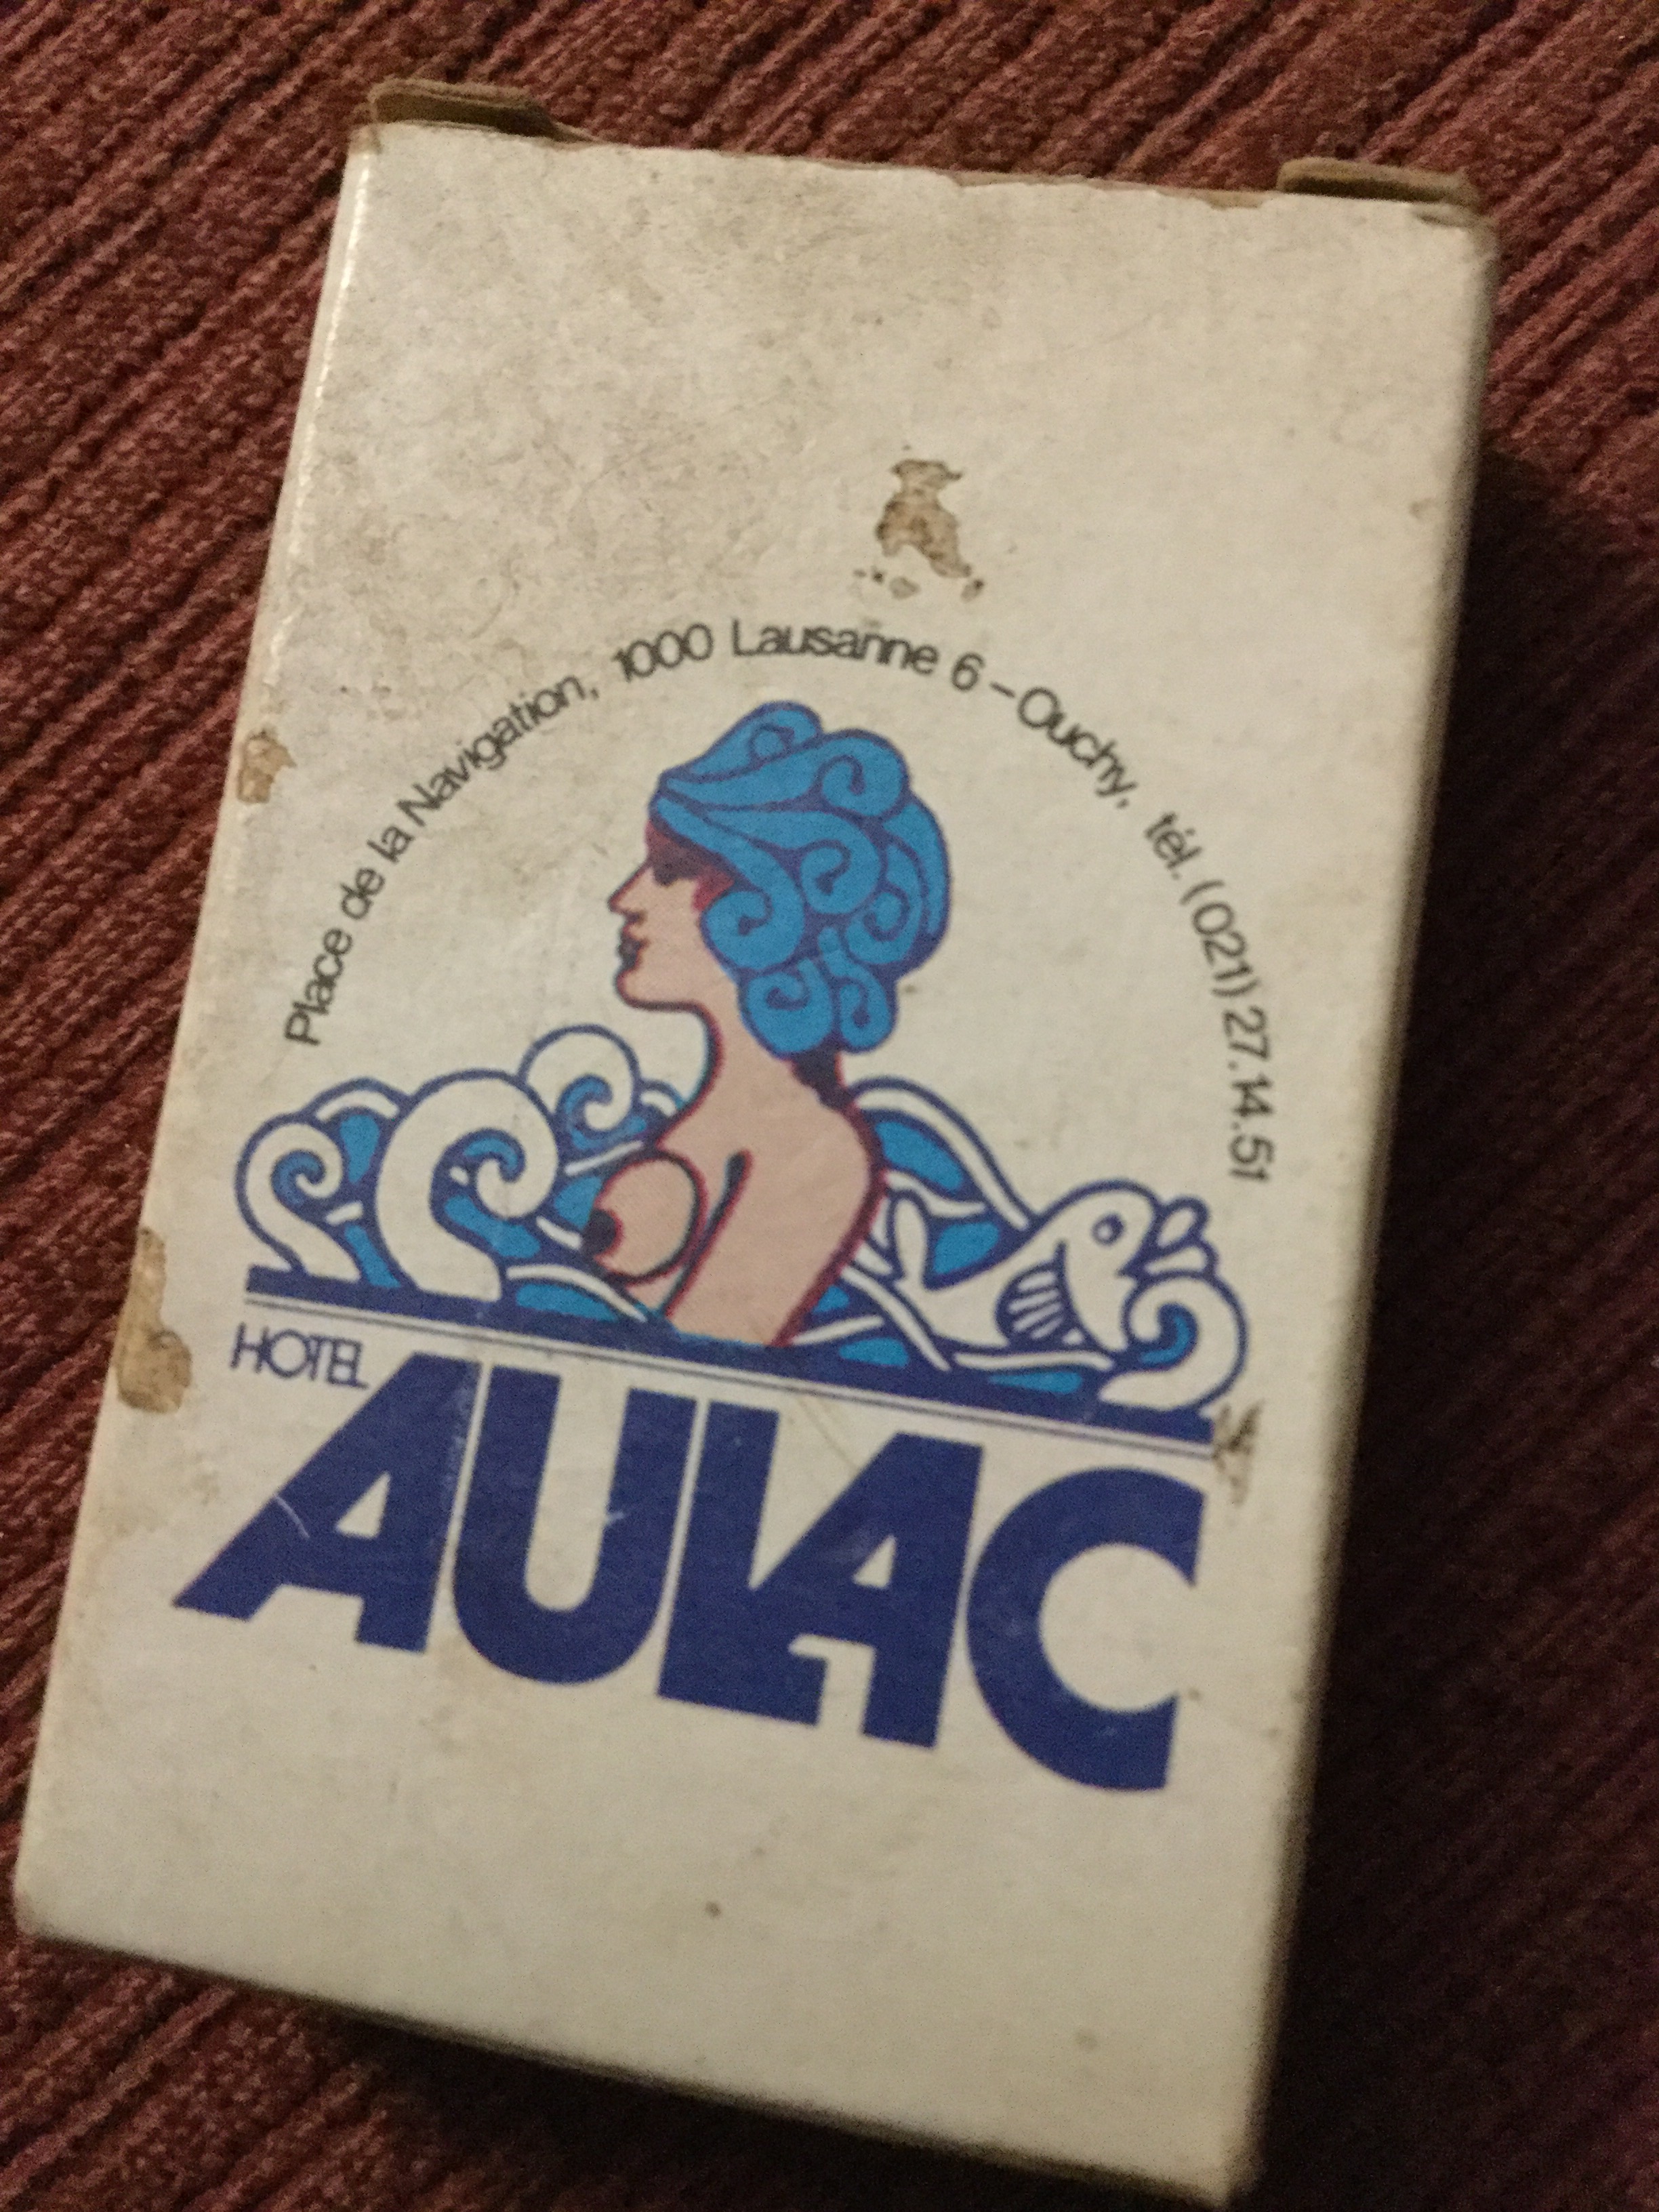 Place de la Navigation, 1000 Lausanne 6 – Ouchy, tél. (021) 27.14.51
HOTEL
AULAC